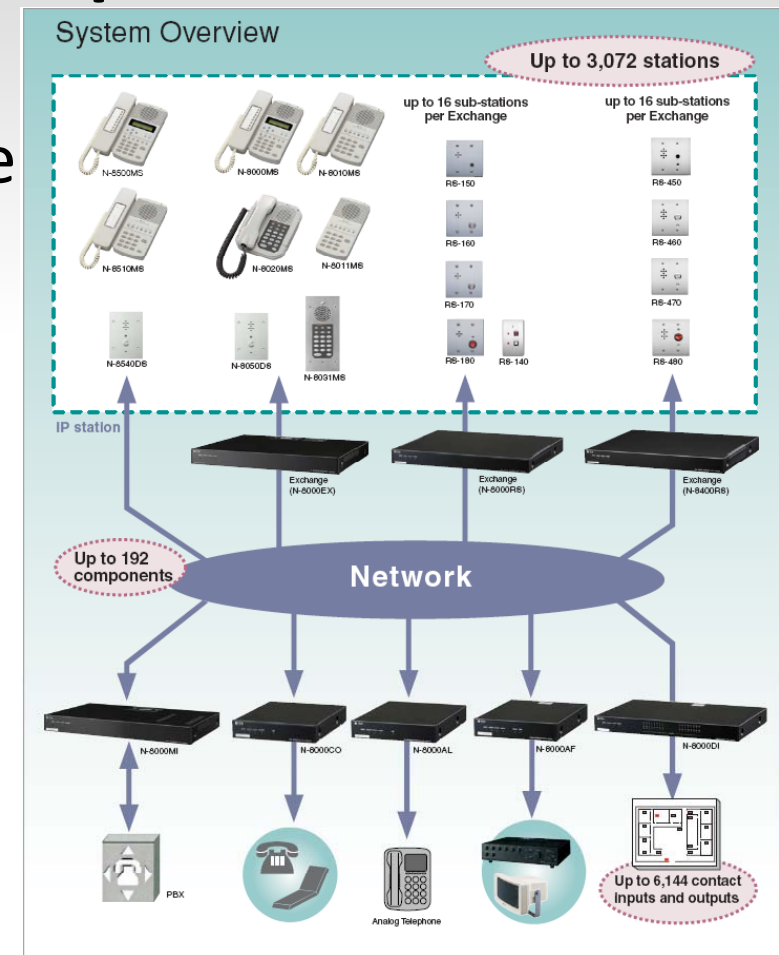 System Overview
Up to 3,072 stations
e
up to 16 sub-stations
per Exchange
up to 16 sub-stations
per Exchange
N-8500MS
N-8000MS
N-8010MS
RS-150
RS-450
N-8510MS
N-8020MS
N-8011MS
RS-160
RS-460
RS-170
RS-470
N-8540DS
N-8050DS
N-8031MS
RS-180
RS-140
RS-480
IP station
Exchange
(N-8000EX)
Exchange
(N-8000RS)
Exchange
(N-8400RS)
Up to 192
components
Network
N-8000MI
N-8000CO
N-8000AL
N-8000AF
N-8000DI
PBX
Analog Telephone
Up to 6,144 contact
inputs and outputs